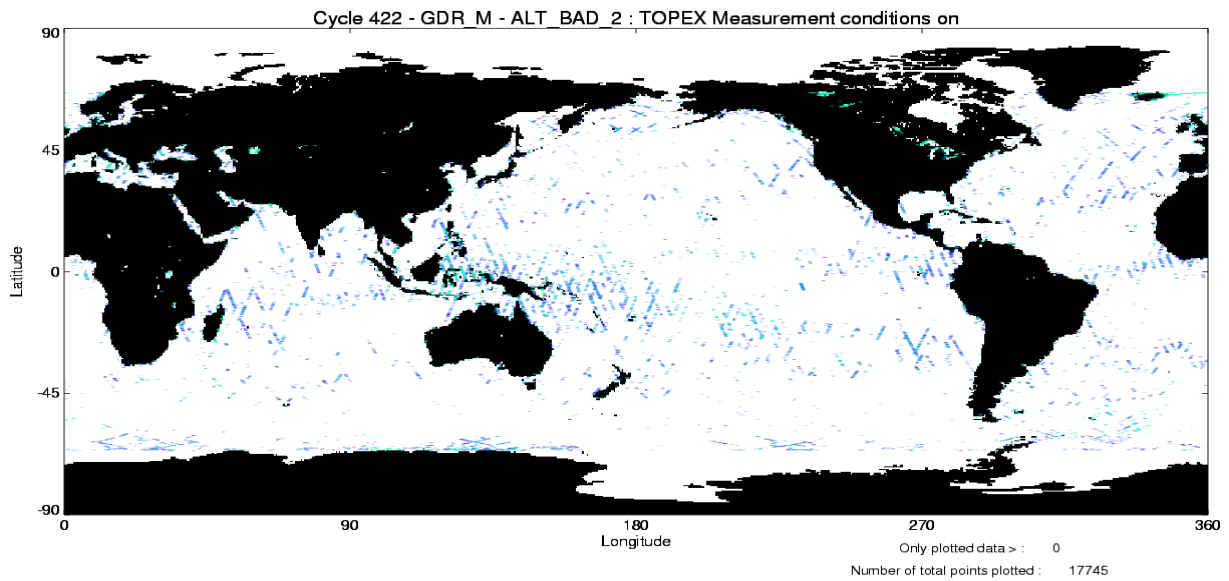 Cycle 422 - GDR_M - ALT_BAD_2 : TOPEX Measurement conditions on
90
45
0
-45
-90
Latitude
0 90 180 270 360
Longitude
Only plotted data > : 0
Number of total points plotted : 17745